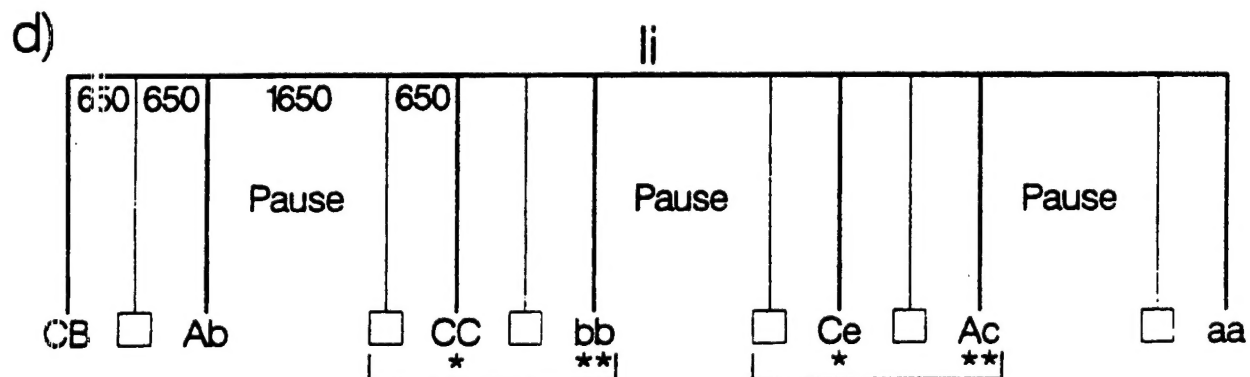 d)
li
650 650 1650 650
Pause Pause Pause
CB Ab CC bb Ce Ac aa
* ** * **